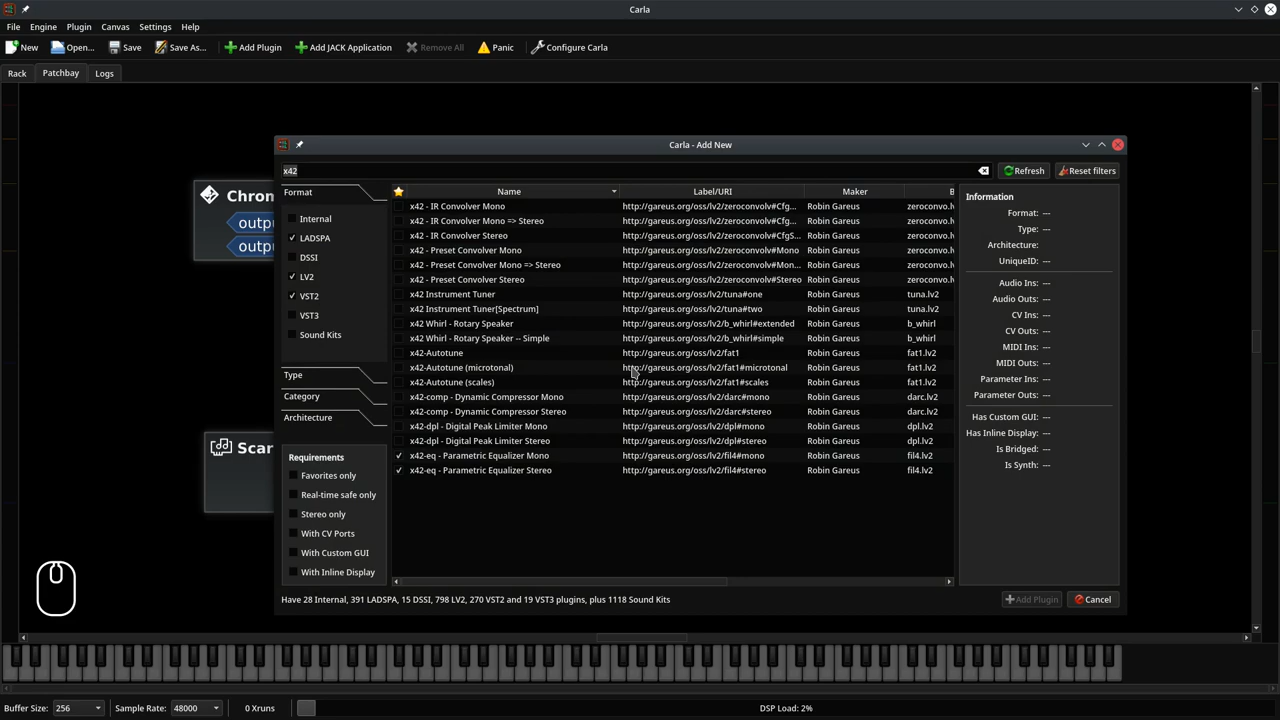 Carla
File Engine Plugin Canvas Settings Help
New Open... Save Save As... Add Plugin Add JACK Application Remove All Panic Configure Carla
Rack Patchbay Logs
Carla - Add New
x42 Refresh Reset filters
Format
Internal
LADSPA
DSSI
LV2
VST2
VST3
Sound Kits
Type
Category
Architecture
Requirements
Favorites only
Real-time safe only
Stereo only
With CV Ports
With Custom GUI
With Inline Display
Name Label/URI Maker B
x42 - IR Convolver Mono http://gareus.org/oss/lv2/zeroconvolv#Cfg... Robin Gareus zeroconvo.lv
x42 - IR Convolver Mono => Stereo http://gareus.org/oss/lv2/zeroconvolv#Cfg... Robin Gareus zeroconvo.lv
x42 - IR Convolver Stereo http://gareus.org/oss/lv2/zeroconvolv#CfgS... Robin Gareus zeroconvo.lv
x42 - Preset Convolver Mono http://gareus.org/oss/lv2/zeroconvolv#Mono Robin Gareus zeroconvo.lv
x42 - Preset Convolver Mono => Stereo http://gareus.org/oss/lv2/zeroconvolv#Mon... Robin Gareus zeroconvo.lv
x42 - Preset Convolver Stereo http://gareus.org/oss/lv2/zeroconvolv#Stereo Robin Gareus zeroconvo.lv
x42 Instrument Tuner http://gareus.org/oss/lv2/tuna#one Robin Gareus tuna.lv2
x42 Instrument Tuner[Spectrum] http://gareus.org/oss/lv2/tuna#two Robin Gareus tuna.lv2
x42 Whirl - Rotary Speaker http://gareus.org/oss/lv2/b_whirl#extended Robin Gareus b_whirl
x42 Whirl - Rotary Speaker -- Simple http://gareus.org/oss/lv2/b_whirl#simple Robin Gareus b_whirl
x42-Autotune http://gareus.org/oss/lv2/fat1 Robin Gareus fat1.lv2
x42-Autotune (microtonal) http://gareus.org/oss/lv2/fat1#microtonal Robin Gareus fat1.lv2
x42-Autotune (scales) http://gareus.org/oss/lv2/fat1#scales Robin Gareus fat1.lv2
x42-comp - Dynamic Compressor Mono http://gareus.org/oss/lv2/darc#mono Robin Gareus darc.lv2
x42-comp - Dynamic Compressor Stereo http://gareus.org/oss/lv2/darc#stereo Robin Gareus darc.lv2
x42-dpl - Digital Peak Limiter Mono http://gareus.org/oss/lv2/dpl#mono Robin Gareus dpl.lv2
x42-dpl - Digital Peak Limiter Stereo http://gareus.org/oss/lv2/dpl#stereo Robin Gareus dpl.lv2
x42-eq - Parametric Equalizer Mono http://gareus.org/oss/lv2/fil4#mono Robin Gareus fil4.lv2
x42-eq - Parametric Equalizer Stereo http://gareus.org/oss/lv2/fil4#stereo Robin Gareus fil4.lv2
Information
Format: ---
Type: ---
Architecture:
UniqueID: ---
Audio Ins: ---
Audio Outs: ---
CV Ins: ---
CV Outs: ---
MIDI Ins: ---
MIDI Outs: ---
Parameter Ins: ---
Parameter Outs: ---
Has Custom GUI: ---
Has Inline Display: ---
Is Bridged: ---
Is Synth: ---
Have 28 Internal, 391 LADSPA, 15 DSSI, 798 LV2, 270 VST2 and 19 VST3 plugins, plus 1118 Sound Kits Add Plugin Cancel
Chron
outpu
outpu
Scar
Buffer Size: 256 Sample Rate: 48000 0 Xruns DSP Load: 2%